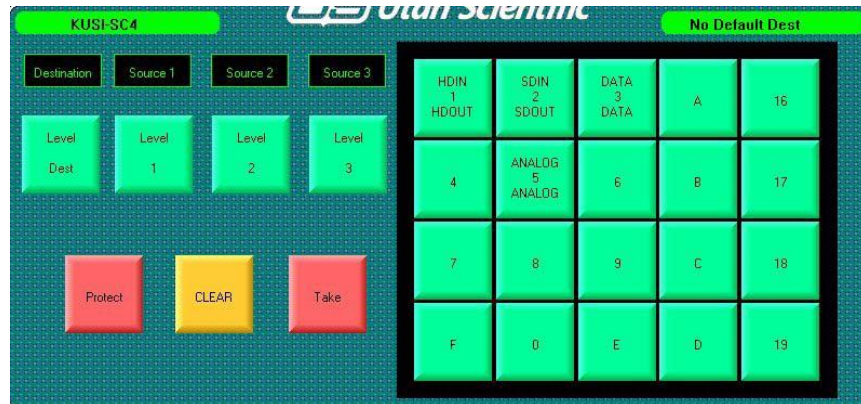 KUSI-SC4
Utah Scientific
No Default Dest
Destination
Source 1
Source 2
Source 3
Level
Dest
Level
1
Level
2
Level
3
Protect
CLEAR
Take
HDIN
1
HDOUT
SDIN
2
SDOUT
DATA
3
DATA
A
16
4
ANALOG
5
ANALOG
6
B
17
7
8
9
C
18
F
0
E
D
19